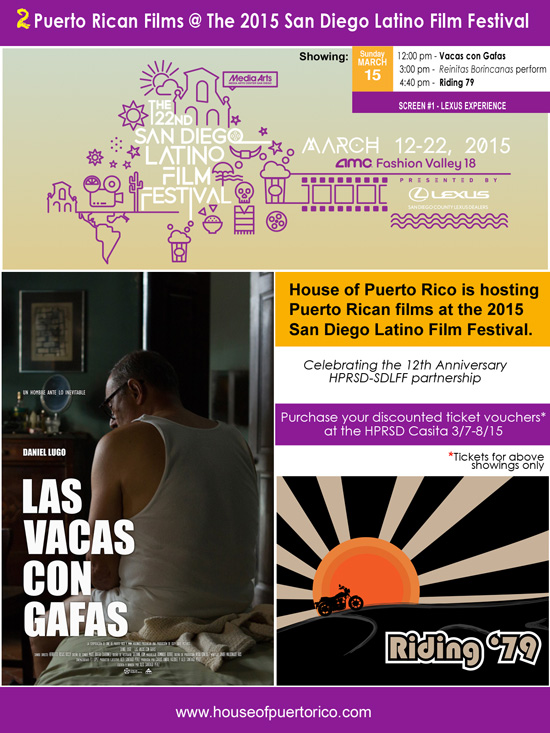 2 Puerto Rican Films @ The 2015 San Diego Latino Film Festival
Showing:
Sunday
MARCH
15
12:00 pm - Vacas con Gafas
3:00 pm - Reinitas Borincanas perform
4:40 pm - Riding 79
SCREEN #1 - LEXUS EXPERIENCE
Media Arts
THE
22ND
SAN DIEGO
LATINO
FILM
FESTIVAL
MARCH 12-22, 2015
amc Fashion Valley 18
PRESENTED BY
LEXUS
SAN DIEGO COUNTY LEXUS DEALERS
House of Puerto Rico is hosting
Puerto Rican films at the 2015
San Diego Latino Film Festival.
Celebrating the 12th Anniversary
HPRSD-SDLFF partnership
Purchase your discounted ticket vouchers*
at the HPRSD Casita 3/7-8/15
*Tickets for above
showings only
UN HOMBRE ANTE LO INEVITABLE
DANIEL LUGO
LAS
VACAS
CON
GAFAS
Riding '79
www.houseofpuertorico.com